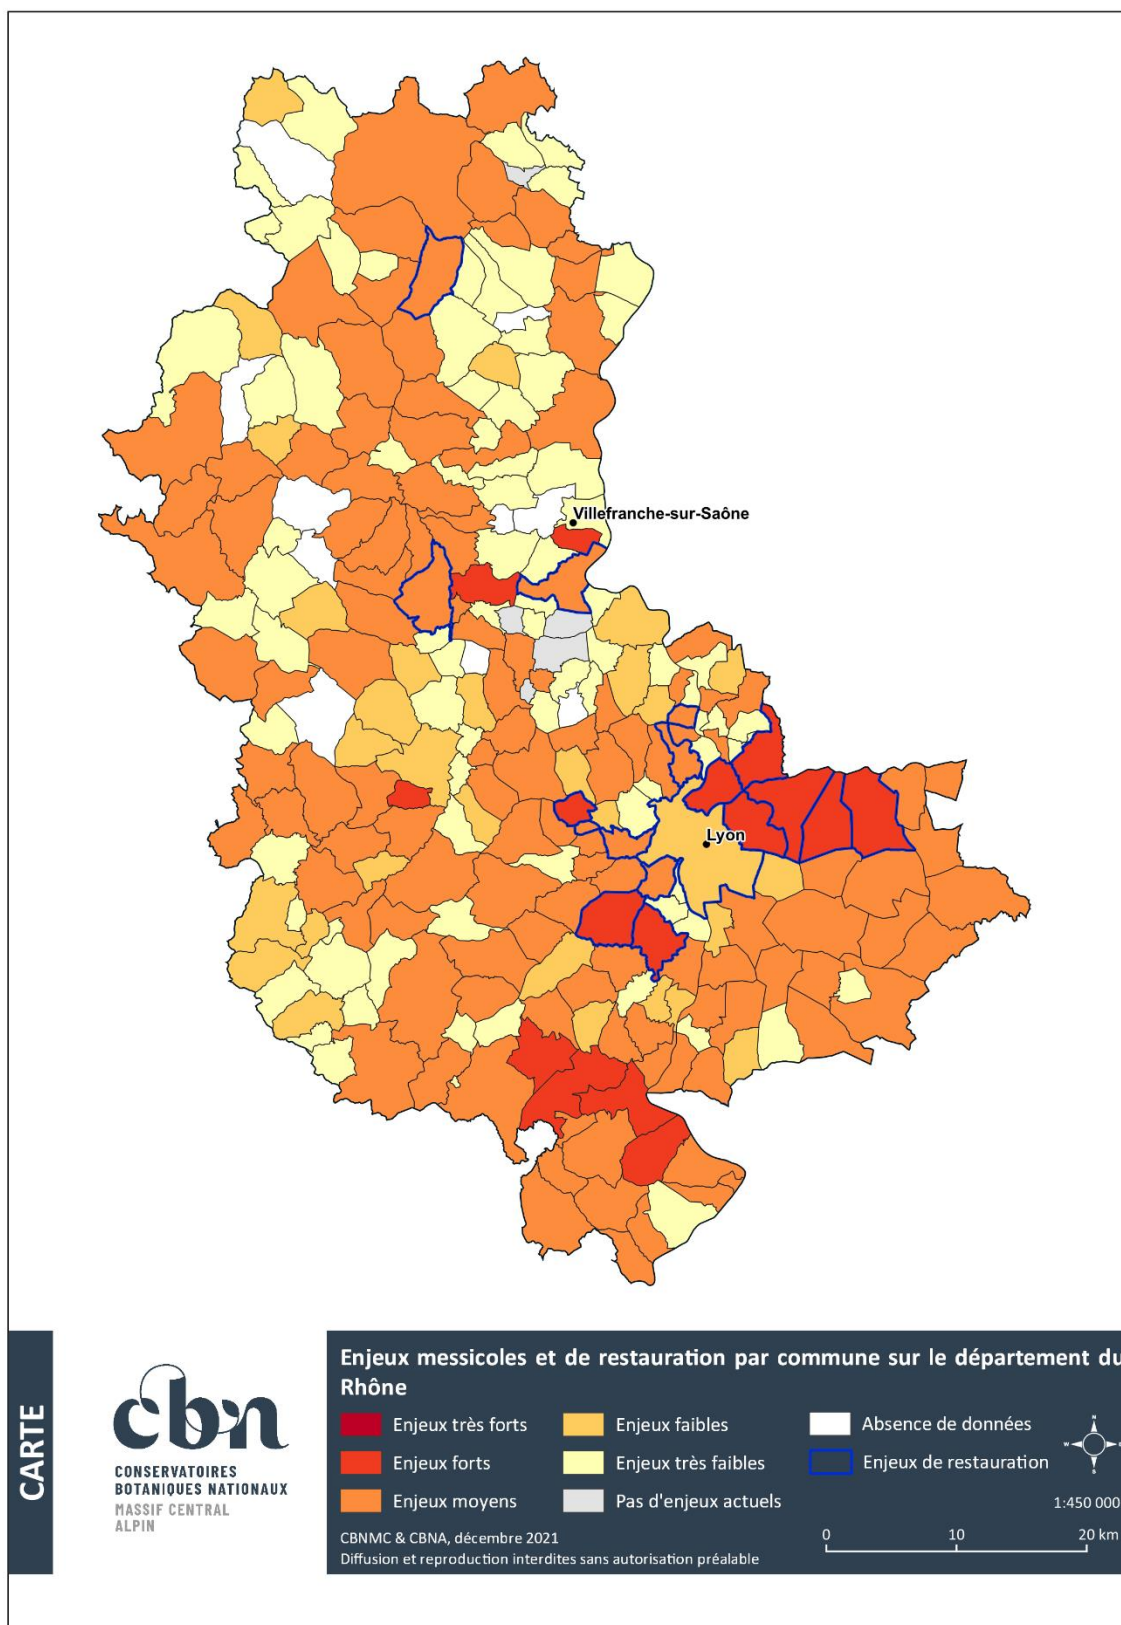 Villefranche-sur-Saône
Lyon
CARTE
cbn
CONSERVATOIRES
BOTANIQUES NATIONAUX
MASSIF CENTRAL
ALPIN
Enjeux messicoles et de restauration par commune sur le département du
Rhône
Enjeux très forts
Enjeux forts
Enjeux moyens
Enjeux faibles
Enjeux très faibles
Pas d'enjeux actuels
Absence de données
Enjeux de restauration
N
W E
S
1:450 000
CBNMC & CBNA, décembre 2021
Diffusion et reproduction interdites sans autorisation préalable
0 10 20 km